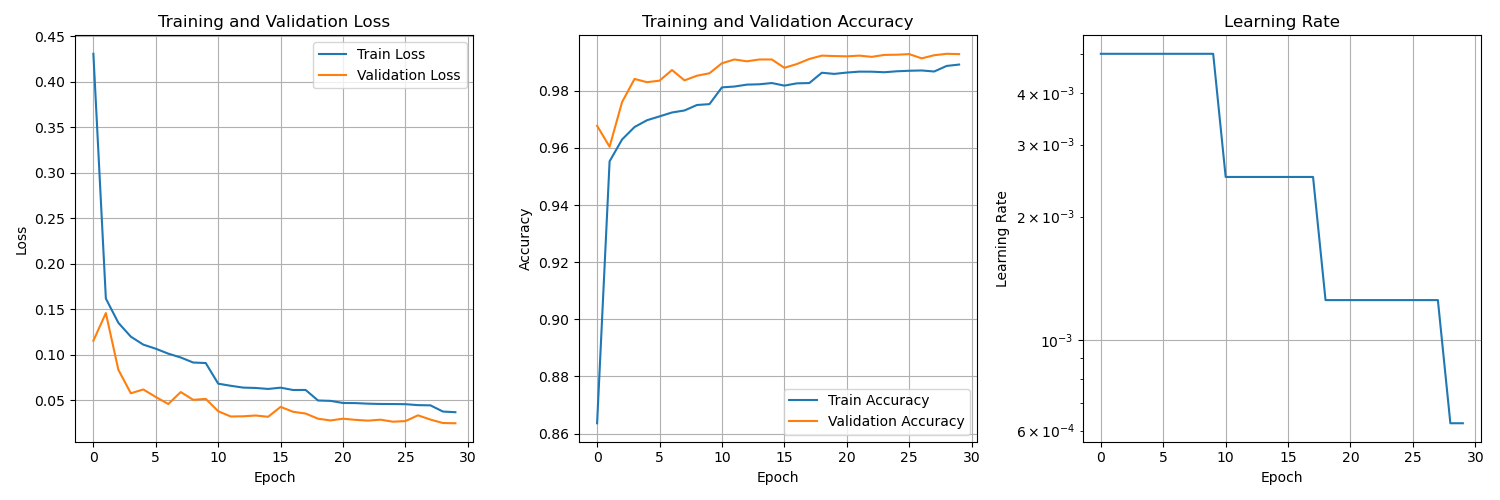 Training and Validation Loss
0.45
0.40
0.35
0.30
0.25
0.20
0.15
0.10
0.05
Loss
Train Loss
Validation Loss
0 5 10 15 20 25 30
Epoch
Training and Validation Accuracy
0.98
0.96
0.94
0.92
0.90
0.88
0.86
Accuracy
Train Accuracy
Validation Accuracy
0 5 10 15 20 25 30
Epoch
Learning Rate
4 × 10⁻³
3 × 10⁻³
2 × 10⁻³
10⁻³
6 × 10⁻⁴
Learning Rate
0 5 10 15 20 25 30
Epoch